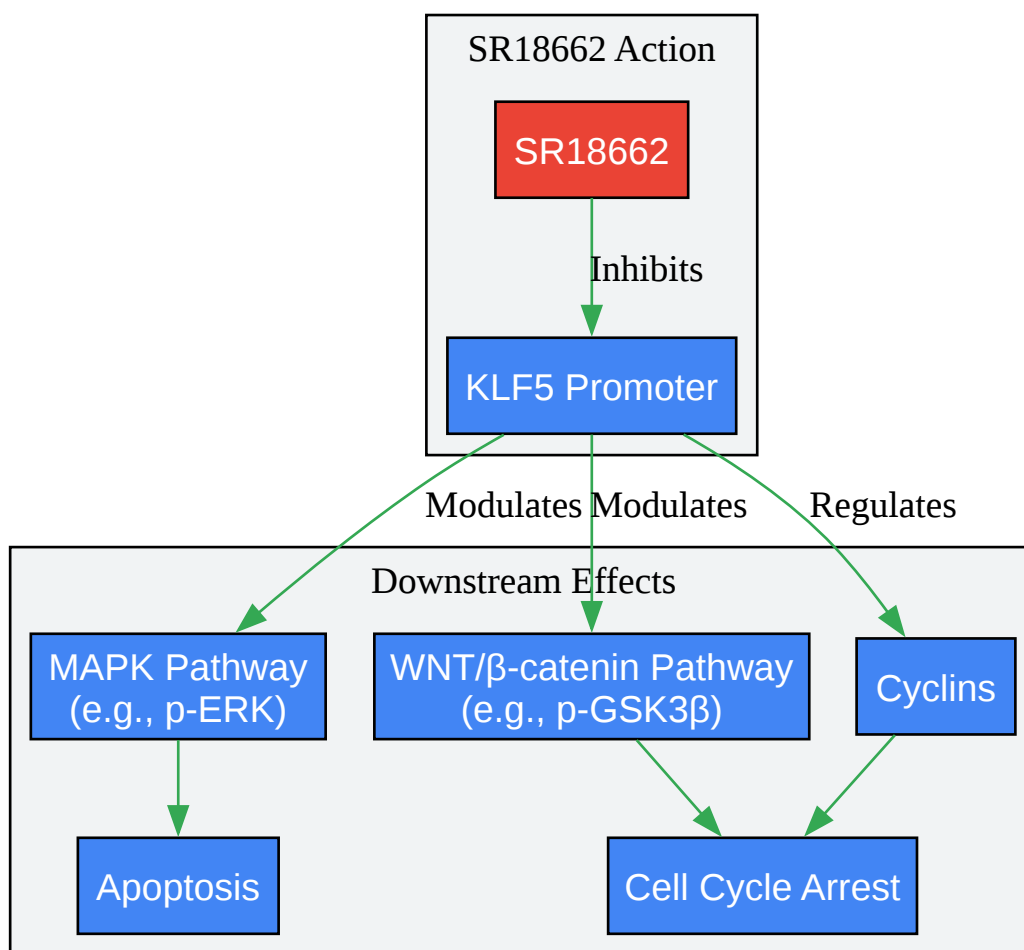 SR18662 Action
SR18662
Inhibits
KLF5 Promoter
Modulates
Modulates
Regulates
Downstream Effects
MAPK Pathway
(e.g., p-ERK)
WNT/β-catenin Pathway
(e.g., p-GSK3β)
Cyclins
Apoptosis
Cell Cycle Arrest